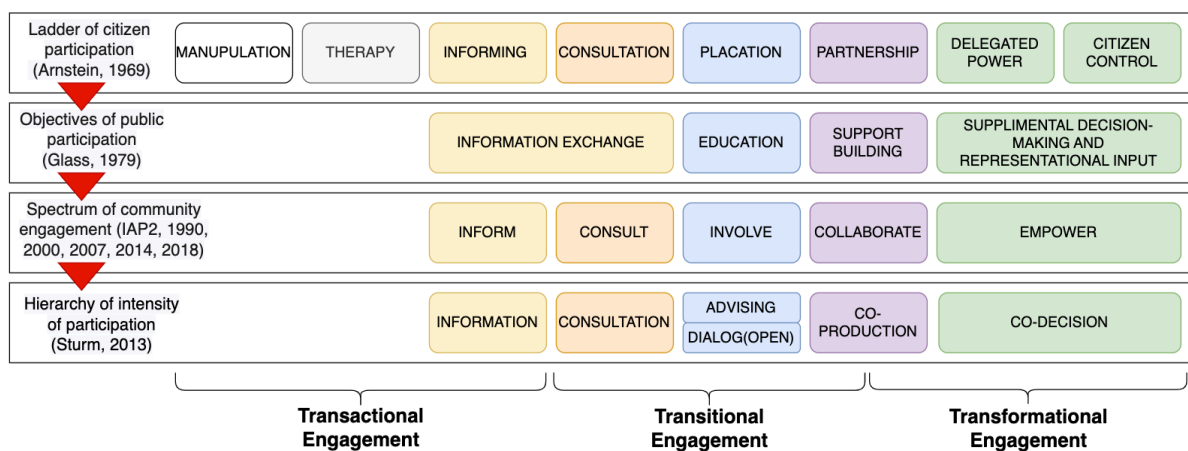 Ladder of citizen
participation
(Arnstein, 1969)
MANUPULATION
THERAPY
INFORMING
CONSULTATION
PLACATION
PARTNERSHIP
DELEGATED
POWER
CITIZEN
CONTROL
Objectives of public
participation
(Glass, 1979)
INFORMATION EXCHANGE
EDUCATION
SUPPORT
BUILDING
SUPPLIMENTAL DECISION-
MAKING AND
REPRESENTATIONAL INPUT
Spectrum of community
engagement (IAP2, 1990,
2000, 2007, 2014, 2018)
INFORM
CONSULT
INVOLVE
COLLABORATE
EMPOWER
Hierarchy of intensity
of participation
(Sturm, 2013)
INFORMATION
CONSULTATION
ADVISING
DIALOG(OPEN)
CO-
PRODUCTION
CO-DECISION
Transactional
Engagement
Transitional
Engagement
Transformational
Engagement